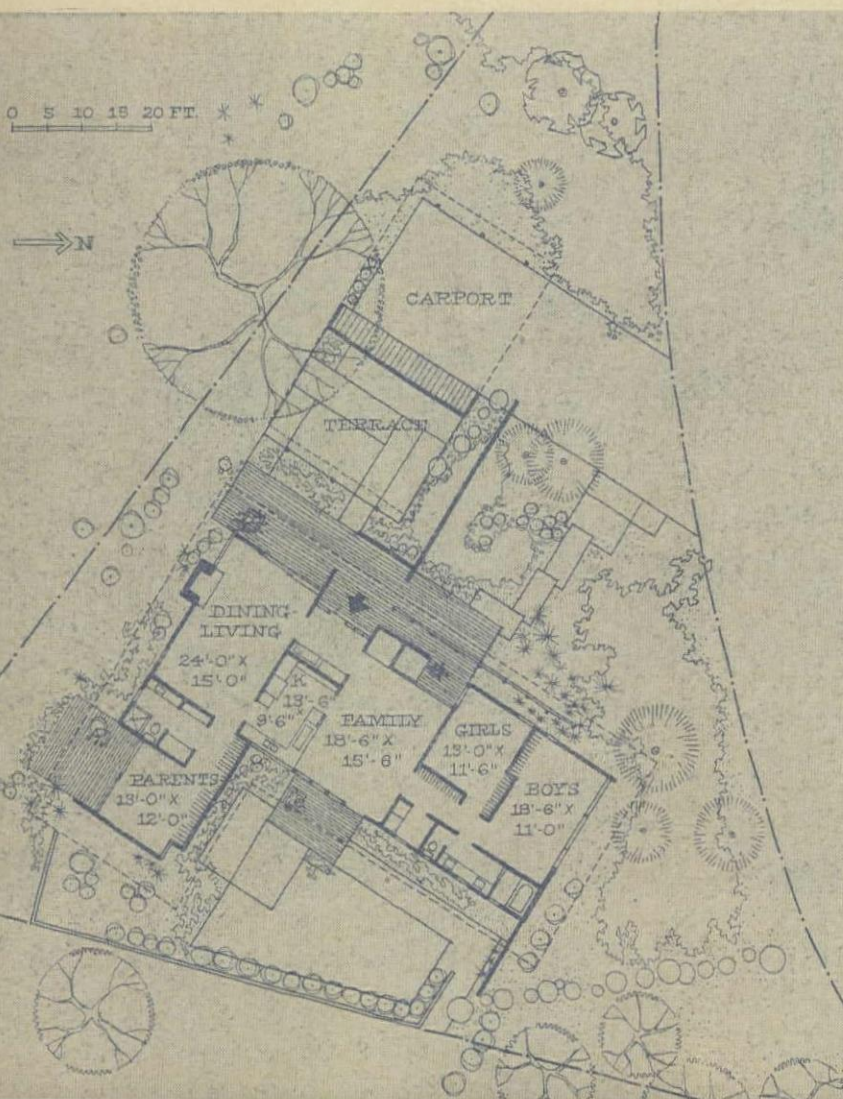 0 5 10 15 20 FT.
N
CARPORT
TERRACE
DINING-
LIVING
24'-0" X
15'-0"
K
13'-6"
9'-6" X
FAMILY
18'-6" X
15'-6"
GIRLS
13'-0" X
11'-6"
BOYS
18'-6" X
11'-0"
PARENTS
13'-0" X
12'-0"